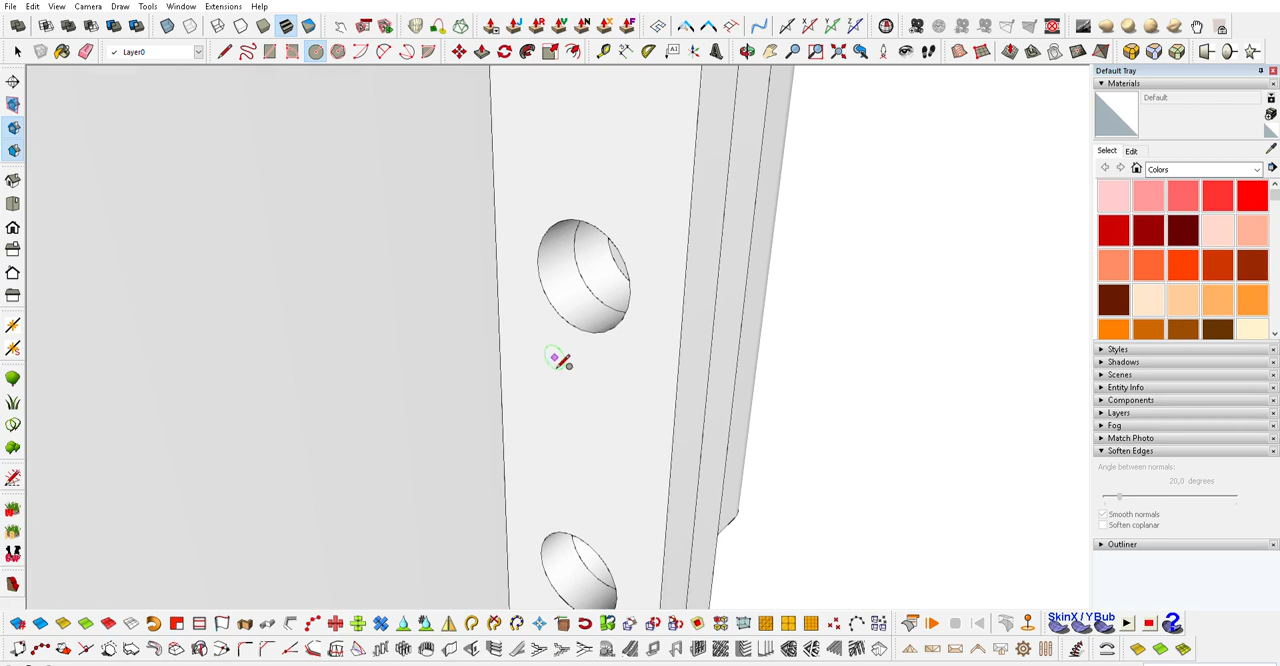 File Edit View Camera Draw Tools Window Extensions Help
Layer0
Default Tray
Materials
Default
Select Edit
Colors
Styles
Shadows
Scenes
Entity Info
Components
Layers
Fog
Match Photo
Soften Edges
Angle between normals:
20,0 degrees
Smooth normals
Soften coplanar
Outliner
SkinX / YBub